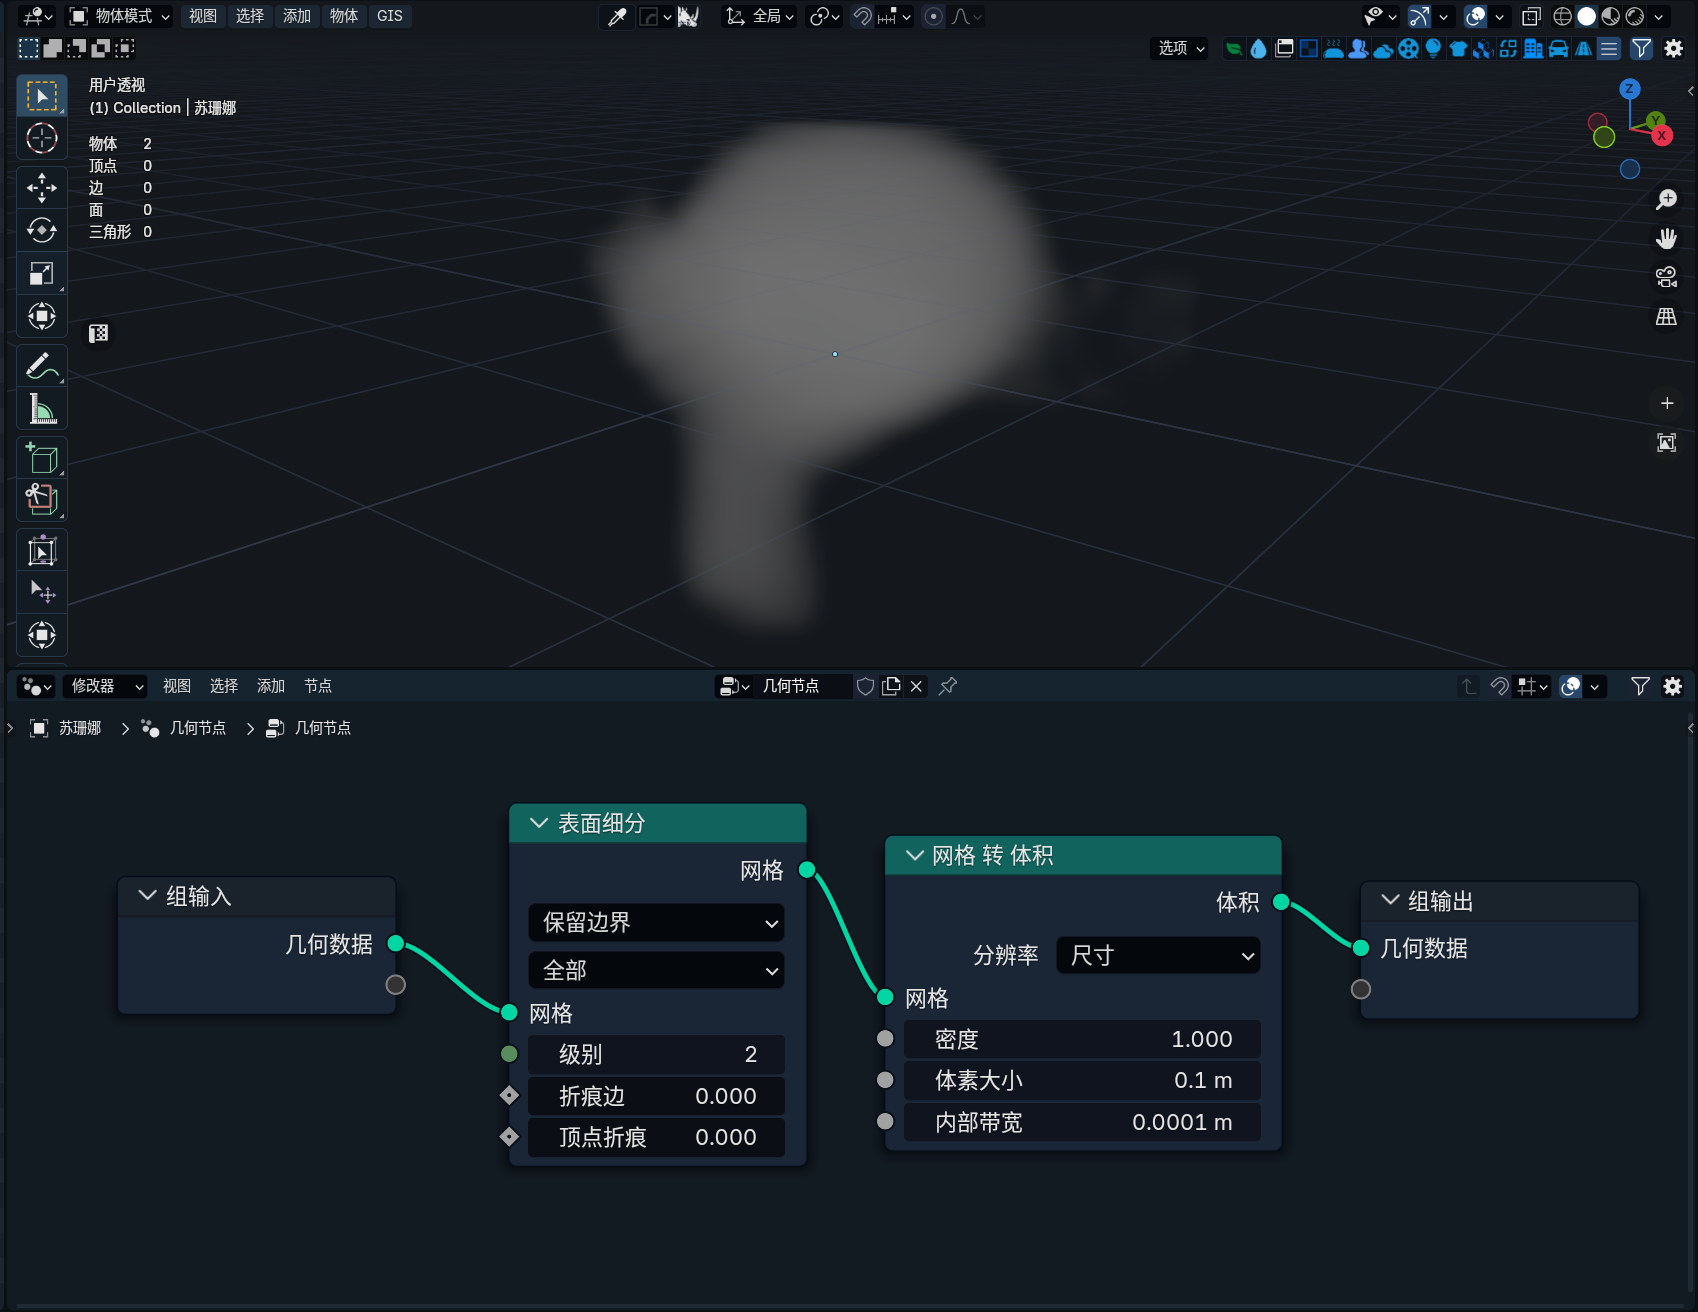 物体模式 视图 选择 添加 物体 GIS 全局
选项
用户透视
(1) Collection | 苏珊娜
物体 2
顶点 0
边 0
面 0
三角形 0
Z
Y
X
修改器 视图 选择 添加 节点 几何节点
苏珊娜 几何节点 几何节点
组输入
几何数据
表面细分
网格
保留边界
全部
网格
级别 2
折痕边 0.000
顶点折痕 0.000
网格 转 体积
体积
分辨率 尺寸
网格
密度 1.000
体素大小 0.1 m
内部带宽 0.0001 m
组输出
几何数据